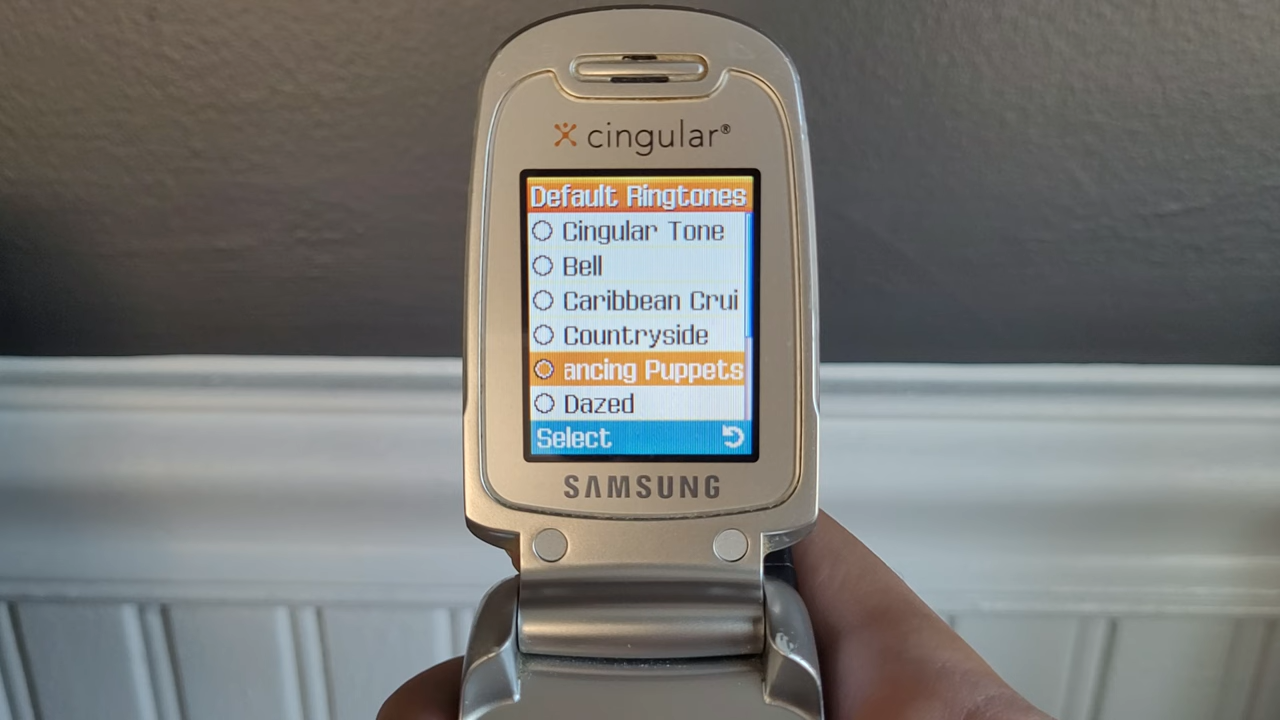 cingular®
Default Ringtones
Cingular Tone
Bell
Caribbean Crui
Countryside
ancing Puppets
Dazed
Select
SAMSUNG